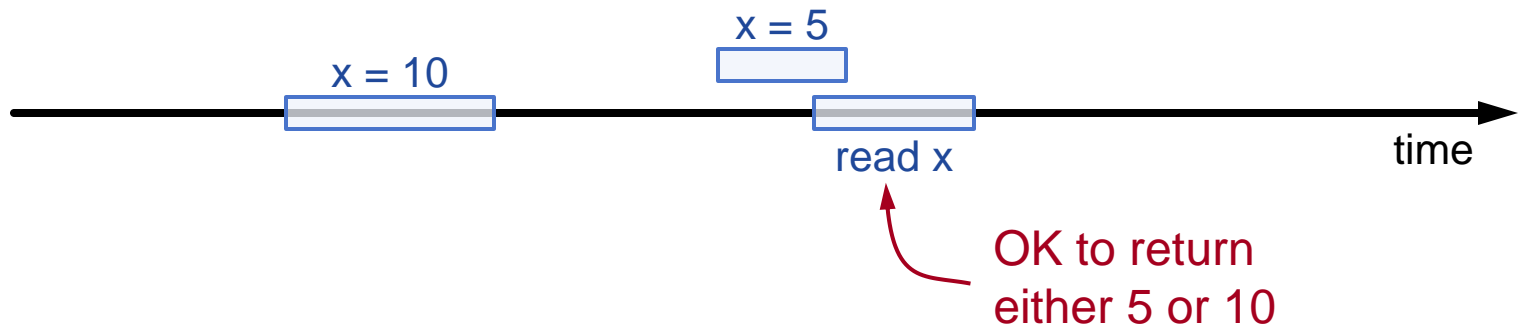 x = 5
x = 10
read x
time
OK to return
either 5 or 10